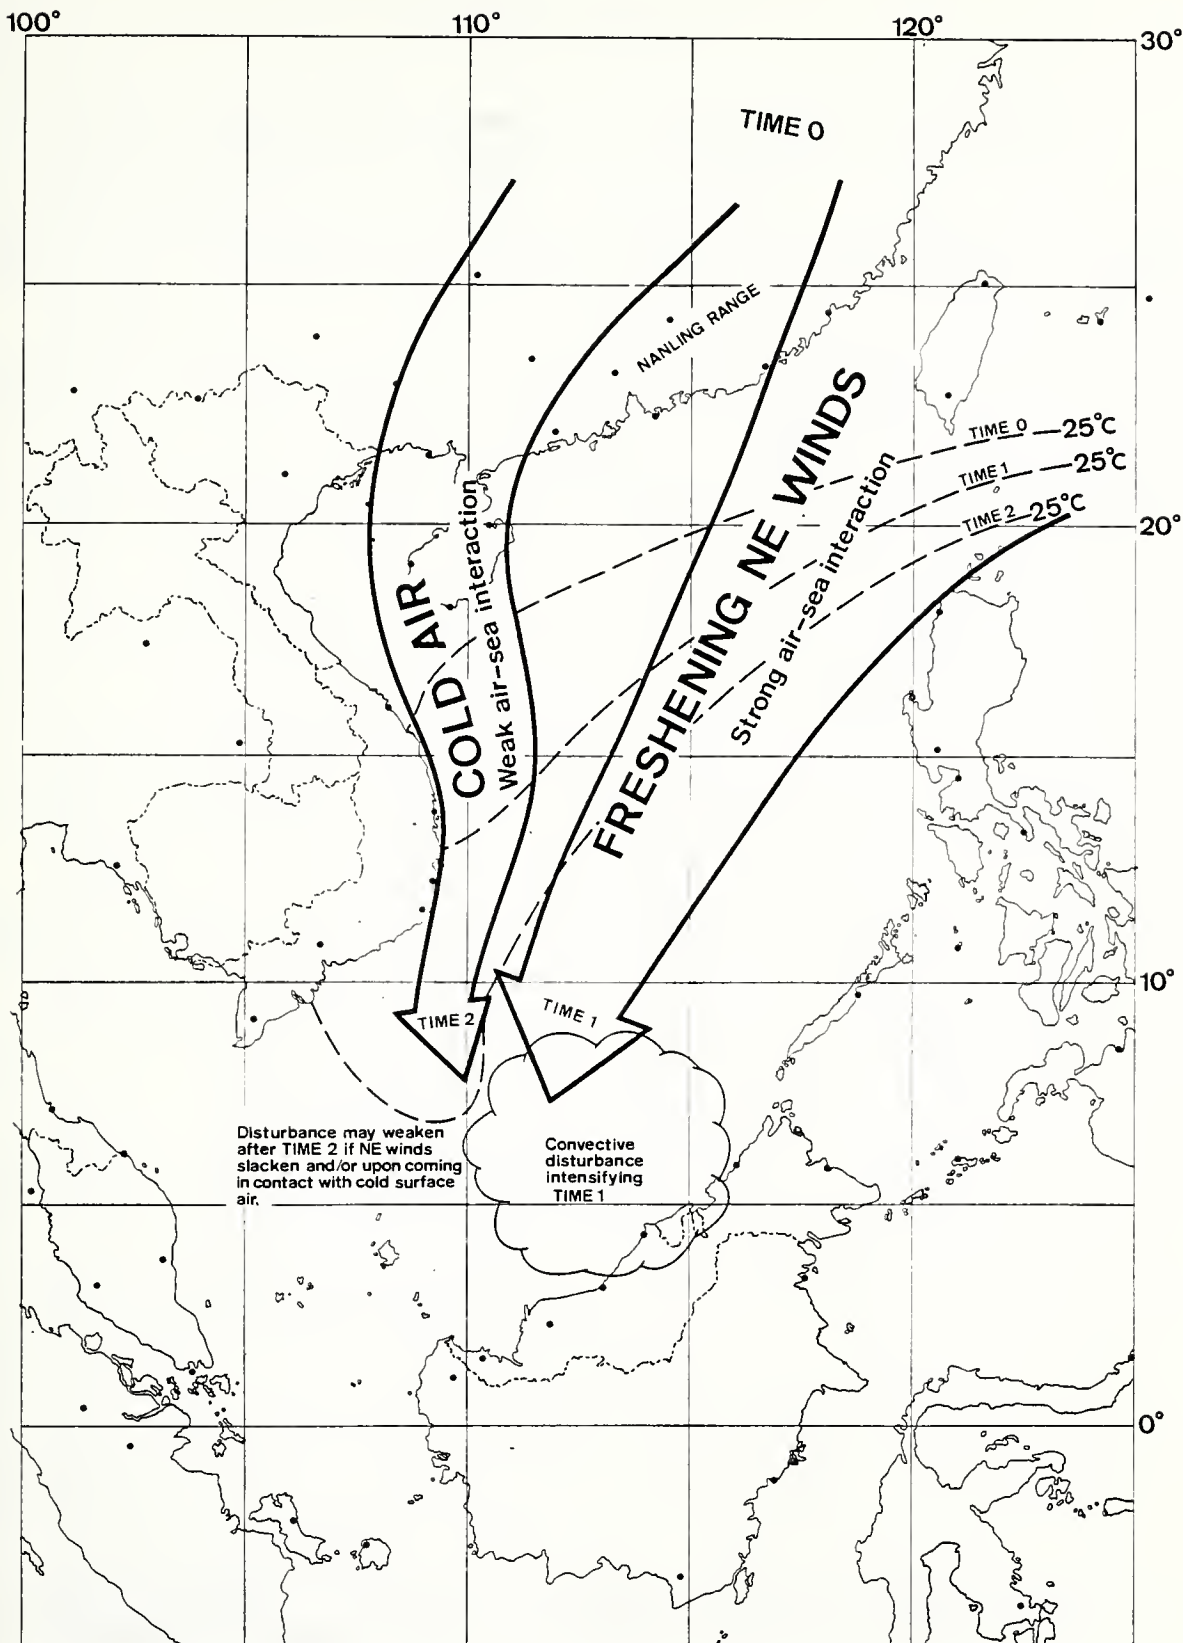 100°
110°
120°
30°
TIME 0
NANLING RANGE
TIME 0 25°C
TIME 1 25°C
TIME 2 25°C
20°
COLD AIR
Weak air-sea interaction
FRESHENING NE WINDS
Strong air-sea interaction
10°
TIME 2
TIME 1
Disturbance may weaken
after TIME 2 if NE winds
slacken and/or upon coming
in contact with cold surface
air.
Convective
disturbance
intensifying
TIME 1
0°